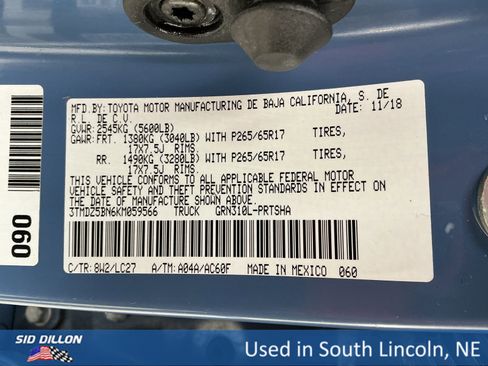 MFD.BY:TOYOTA MOTOR MANUFACTURING DE BAJA CALIFORNIA, S. DE
R.L. DE C.V. DATE: 11/18
GVWR: 2545KG (5600LB)
GAWR:FRT. 1380KG (3040LB) WITH P265/65R17 TIRES,
17X7.5J RIMS.
RR. 1490KG (3280LB) WITH P265/65R17 TIRES,
17X7.5J RIMS.
THIS VEHICLE CONFORMS TO ALL APPLICABLE FEDERAL MOTOR
VEHICLE SAFETY AND THEFT PREVENTION STANDARDS IN EFFECT ON
THE DATE OF MANUFACTURE SHOWN ABOVE.
3TMDZ5BN6KM059566 TRUCK GRN310L-PRTSHA
C/TR: 8W2/LC27 A/TM: A04A/AC60F MADE IN MEXICO 060
060
SID DILLON
Used in South Lincoln, NE